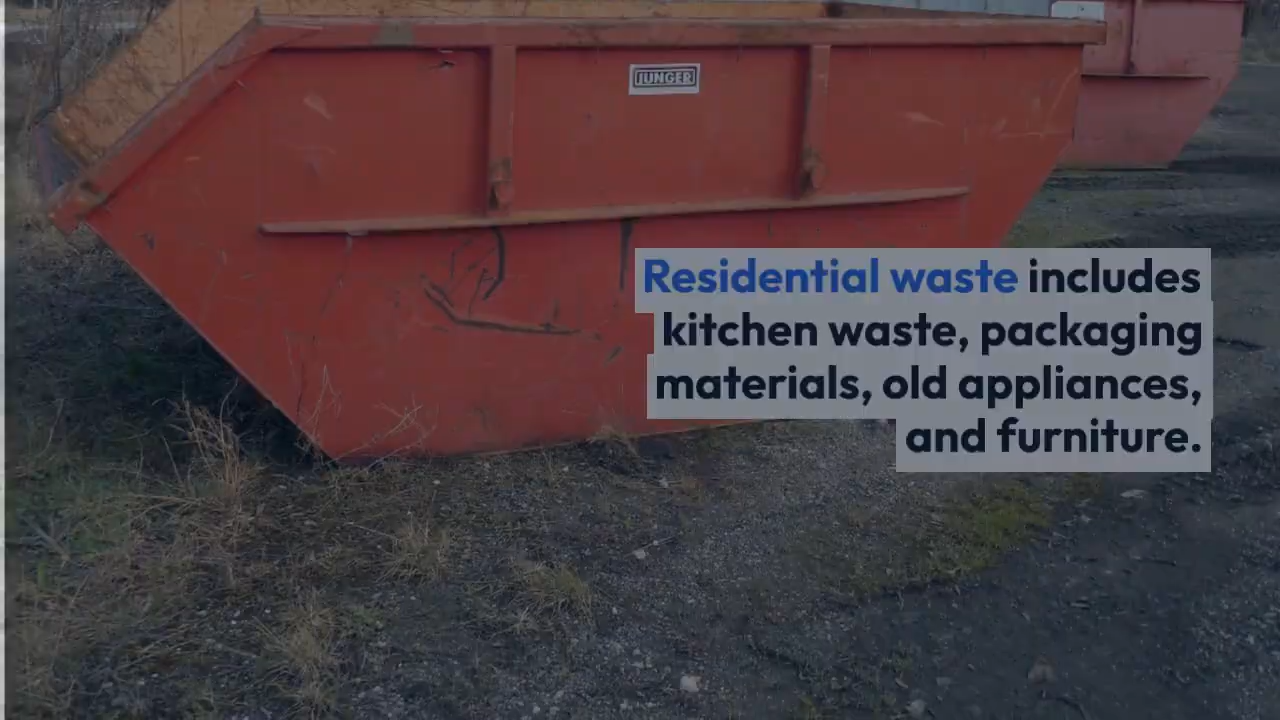 JUNGER
Residential waste includes
kitchen waste, packaging
materials, old appliances,
and furniture.